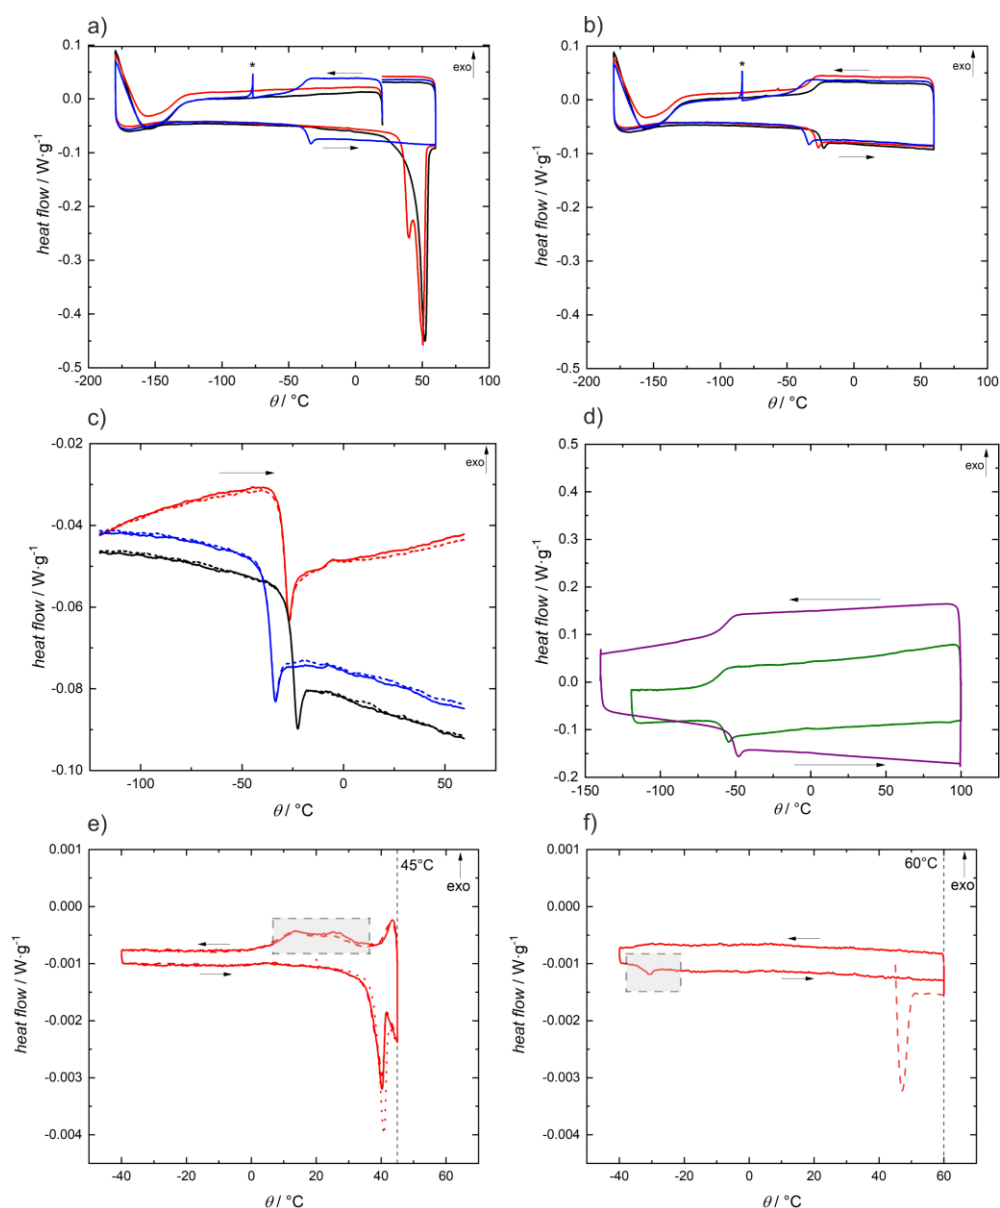 a)
0.1
0.0
-0.1
-0.2
-0.3
-0.4
-0.5
heat flow / W·g-1
*
exo
-200
-150
-100
-50
0
50
100
θ / °C
b)
0.1
0.0
-0.1
-0.2
-0.3
-0.4
-0.5
heat flow / W·g-1
*
exo
-200
-150
-100
-50
0
50
100
θ / °C
c)
-0.02
-0.04
-0.06
-0.08
-0.10
heat flow / W·g-1
exo
-100
-50
0
50
θ / °C
d)
0.5
0.4
0.3
0.2
0.1
0.0
-0.1
-0.2
heat flow / W·g-1
exo
-150
-100
-50
0
50
100
θ / °C
e)
0.001
0.000
-0.001
-0.002
-0.003
-0.004
heat flow / W·g-1
45°C
exo
-40
-20
0
20
40
60
θ / °C
f)
0.001
0.000
-0.001
-0.002
-0.003
-0.004
heat flow / W·g-1
60°C
exo
-40
-20
0
20
40
60
θ / °C